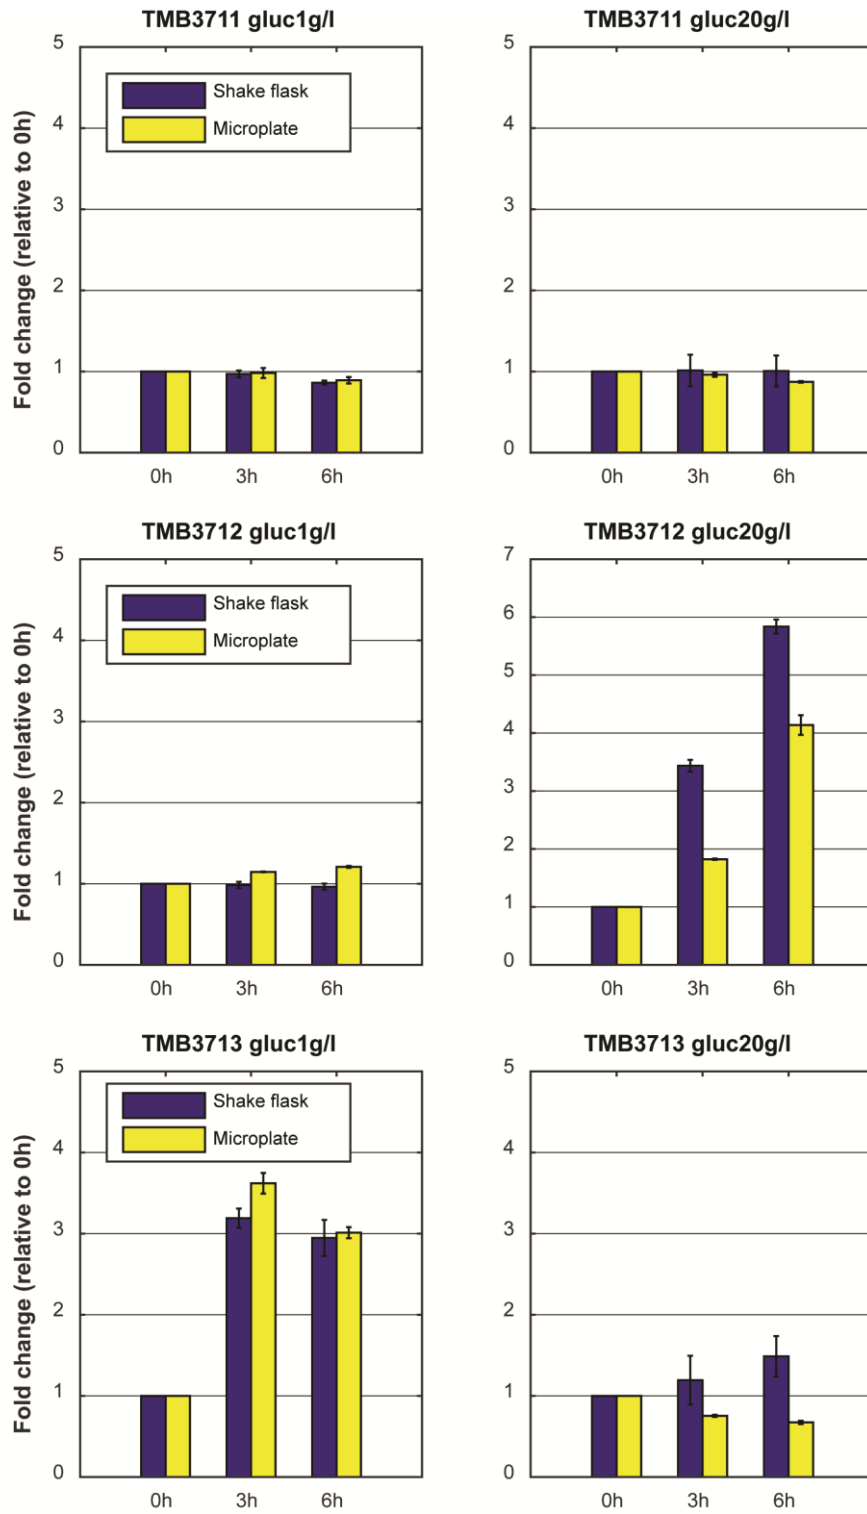 TMB3711 gluc1g/l
TMB3711 gluc20g/l
Fold change (relative to 0h)
5
4
3
2
1
0
Shake flask
Microplate
0h 3h 6h
5
4
3
2
1
0
0h 3h 6h
TMB3712 gluc1g/l
TMB3712 gluc20g/l
Fold change (relative to 0h)
5
4
3
2
1
0
Shake flask
Microplate
0h 3h 6h
7
6
5
4
3
2
1
0
0h 3h 6h
TMB3713 gluc1g/l
TMB3713 gluc20g/l
Fold change (relative to 0h)
5
4
3
2
1
0
Shake flask
Microplate
0h 3h 6h
5
4
3
2
1
0
0h 3h 6h